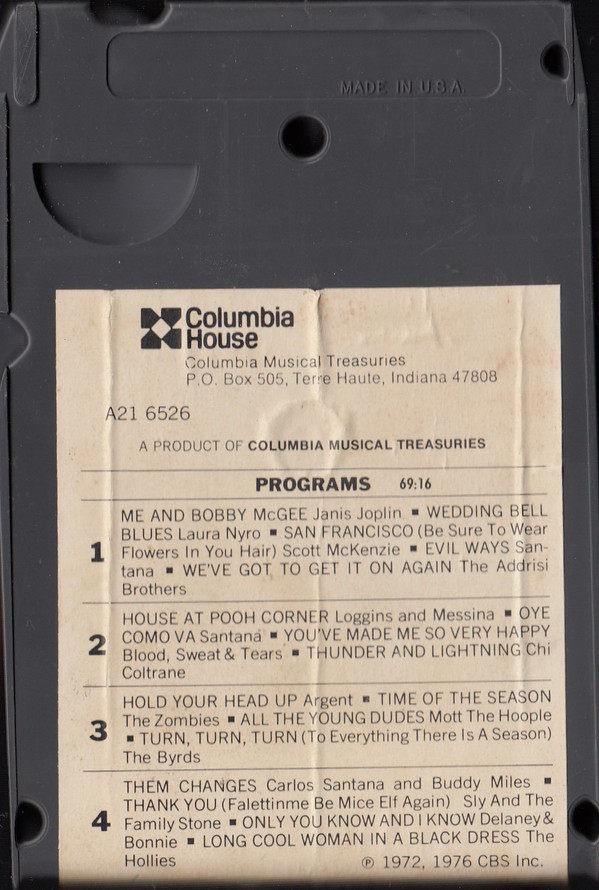 MADE IN U.S.A.
Columbia
House
Columbia Musical Treasuries
P.O. Box 505, Terre Haute, Indiana 47808
A21 6526
A PRODUCT OF COLUMBIA MUSICAL TREASURIES
PROGRAMS 69:16
1
ME AND BOBBY McGEE Janis Joplin ▪ WEDDING BELL
BLUES Laura Nyro ▪ SAN FRANCISCO (Be Sure To Wear
Flowers In You Hair) Scott McKenzie ▪ EVIL WAYS San-
tana ▪ WE'VE GOT TO GET IT ON AGAIN The Addrisi
Brothers
2
HOUSE AT POOH CORNER Loggins and Messina ▪ OYE
COMO VA Santana ▪ YOU'VE MADE ME SO VERY HAPPY
Blood, Sweat & Tears ▪ THUNDER AND LIGHTNING Chi
Coltrane
3
HOLD YOUR HEAD UP Argent ▪ TIME OF THE SEASON
The Zombies ▪ ALL THE YOUNG DUDES Mott The Hoople
▪ TURN, TURN, TURN (To Everything There Is A Season)
The Byrds
4
THEM CHANGES Carlos Santana and Buddy Miles ▪
THANK YOU (Falettinme Be Mice Elf Again) Sly And The
Family Stone ▪ ONLY YOU KNOW AND I KNOW Delaney &
Bonnie ▪ LONG COOL WOMAN IN A BLACK DRESS The
Hollies
℗ 1972, 1976 CBS Inc.